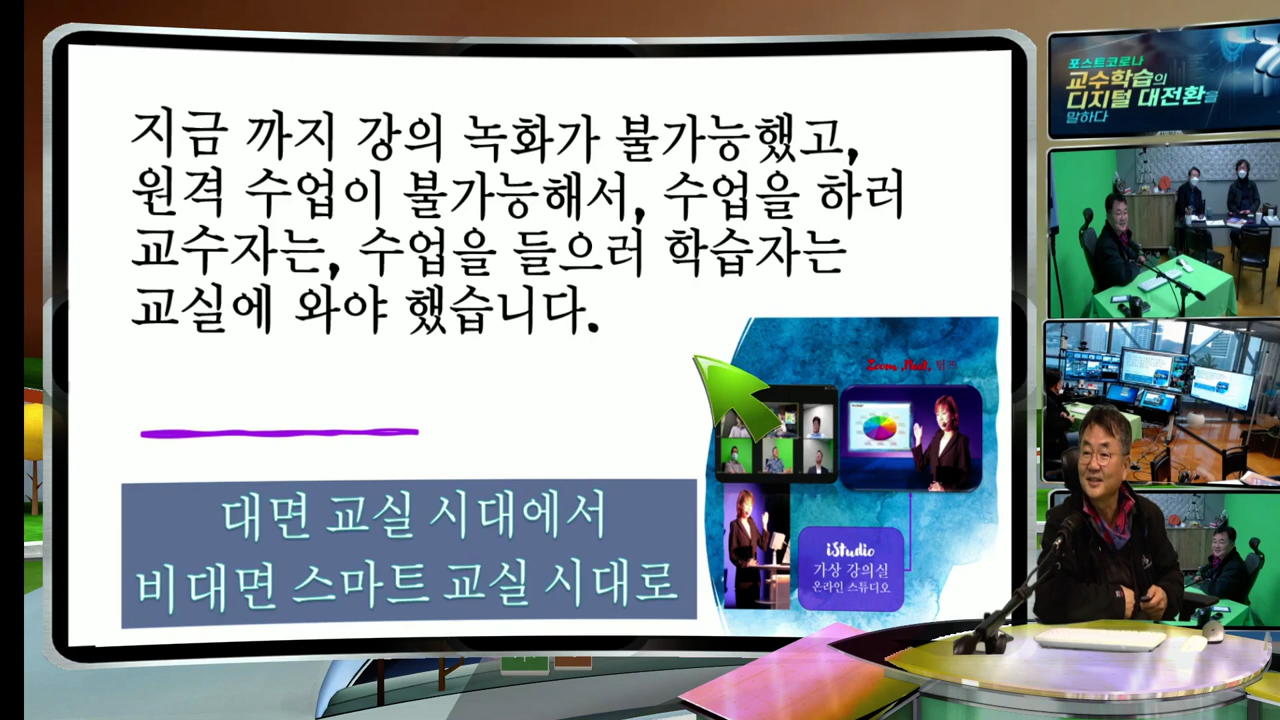 지금 까지 강의 녹화가 불가능했고,
원격 수업이 불가능해서, 수업을 하러
교수자는, 수업을 들으러 학습자는
교실에 와야 했습니다.
대면 교실 시대에서
비대면 스마트 교실 시대로
iStudio
가상 강의실
온라인 스튜디오
포스트코로나
교수학습의
디지털 대전환을
말하다